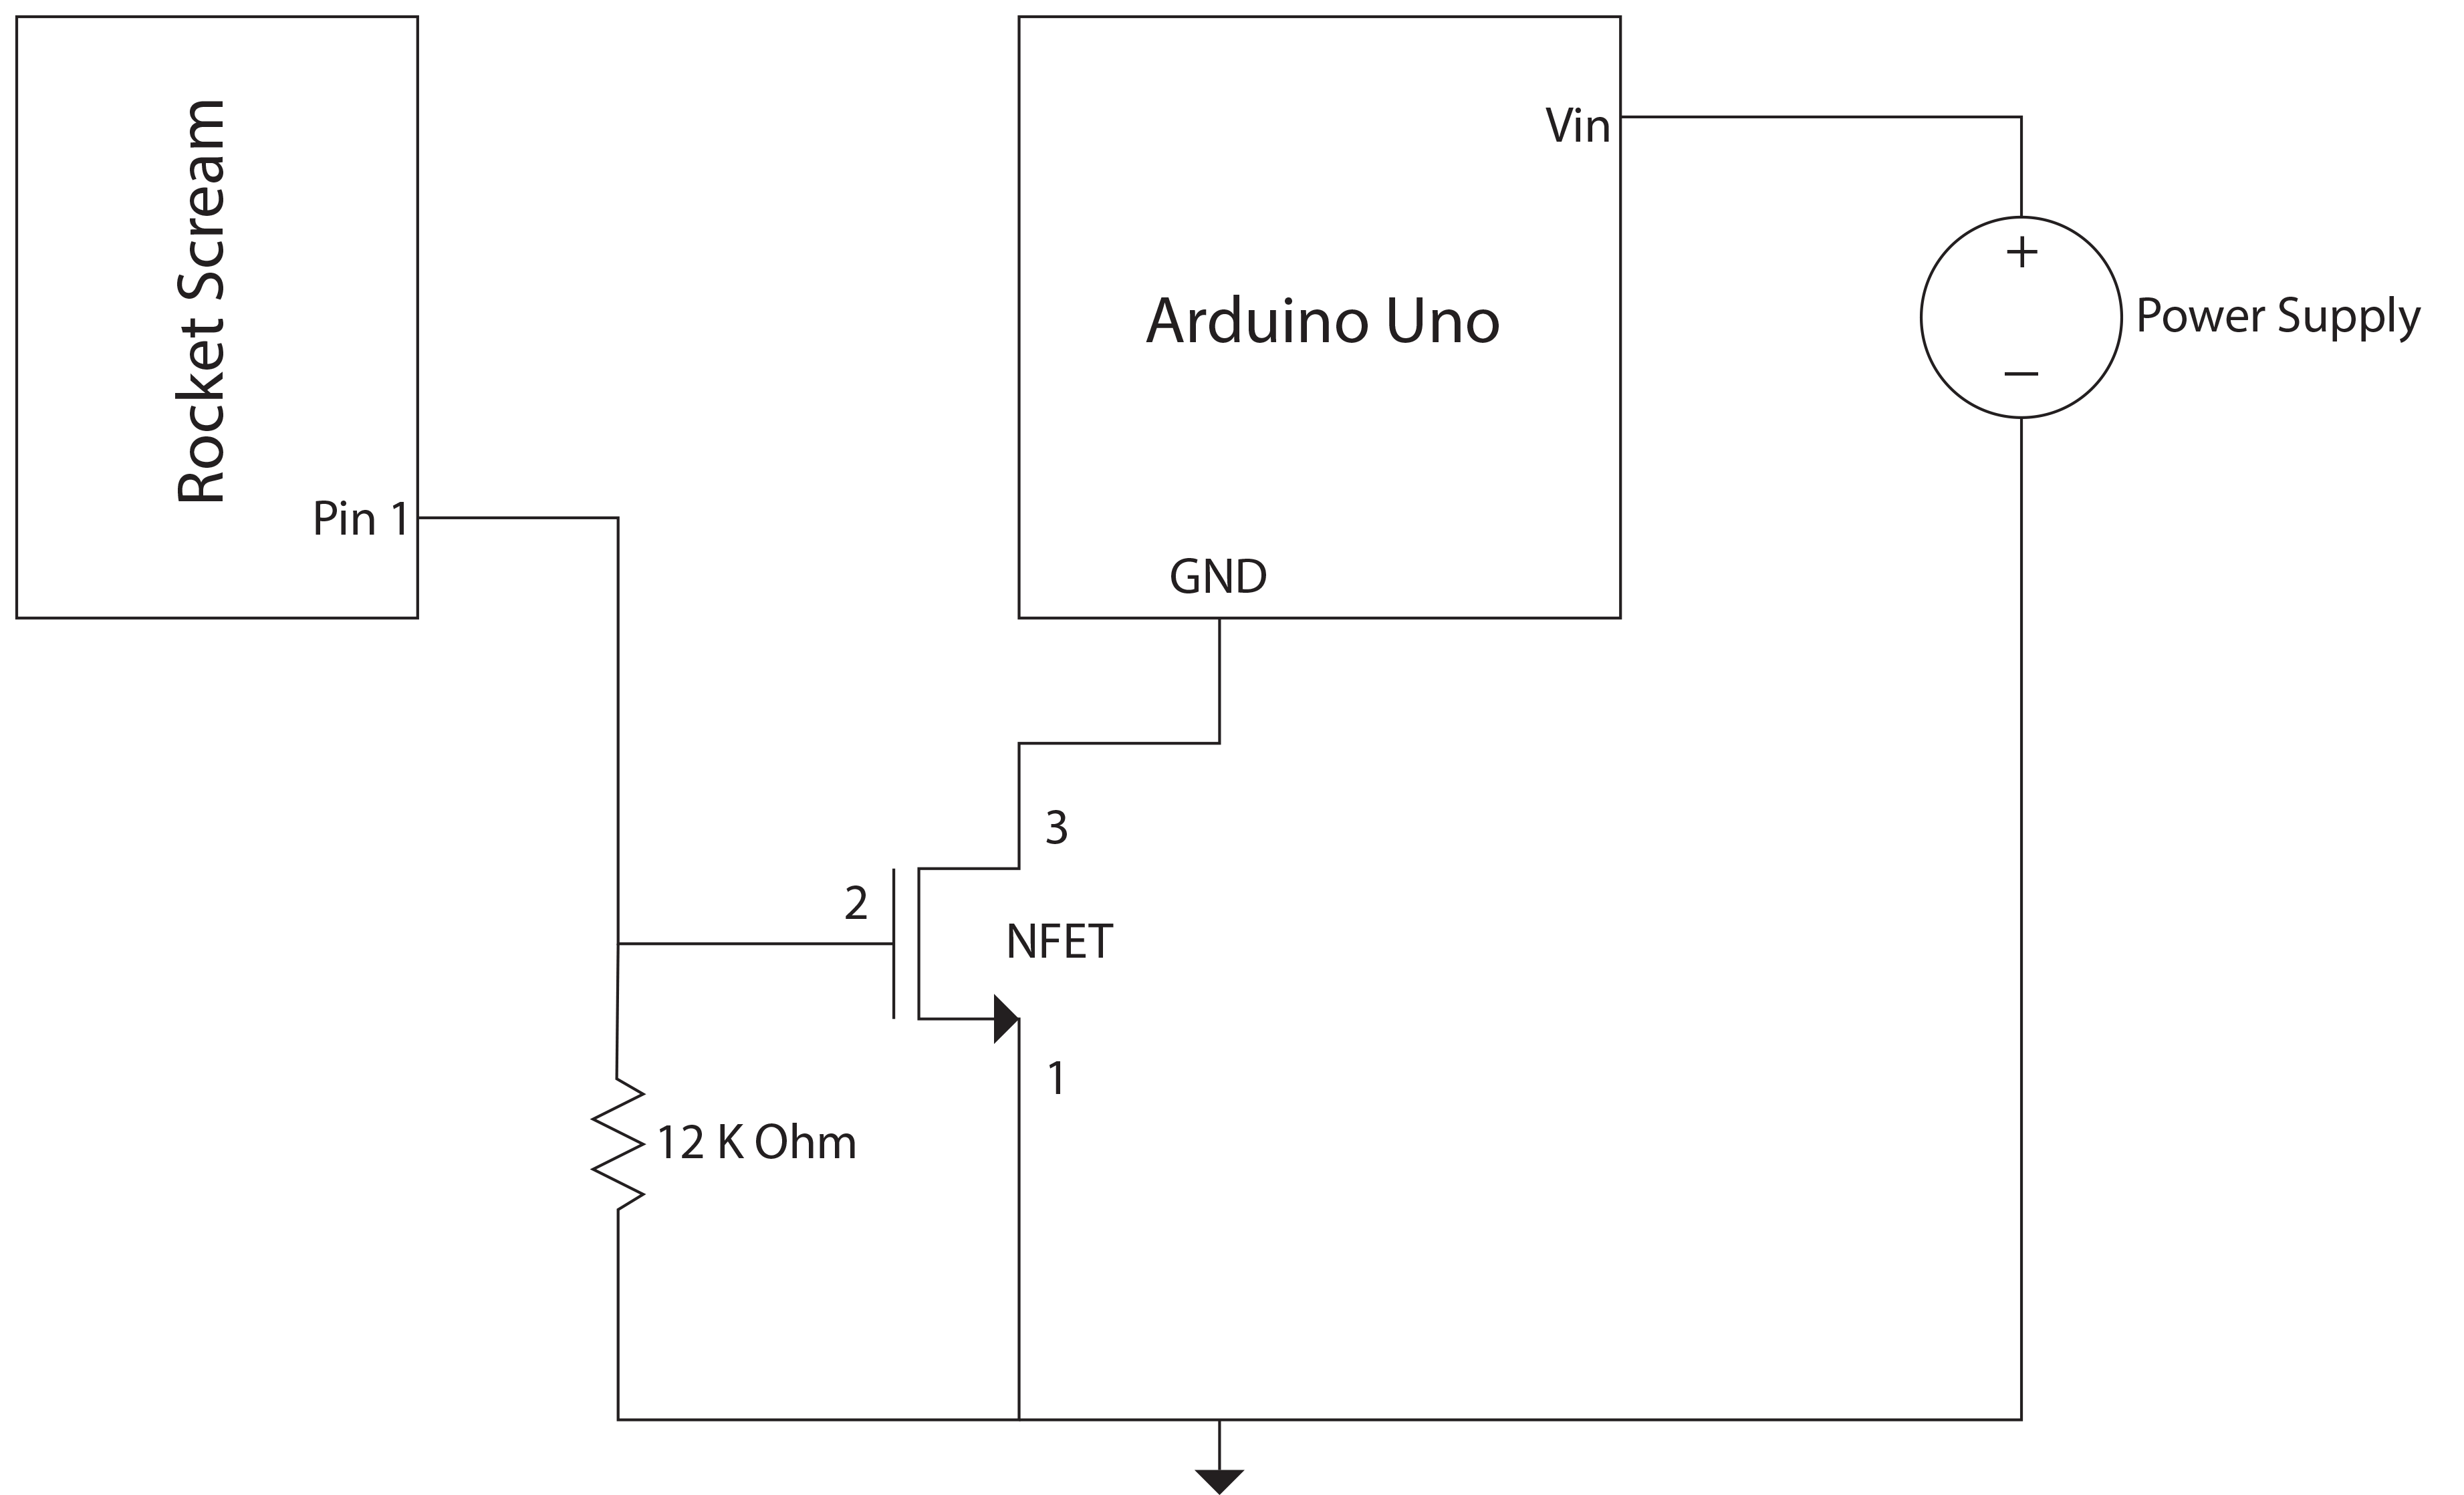 Rocket Scream
Pin 1
Arduino Uno
Vin
GND
+
–
Power Supply
3
2
NFET
1
12 K Ohm